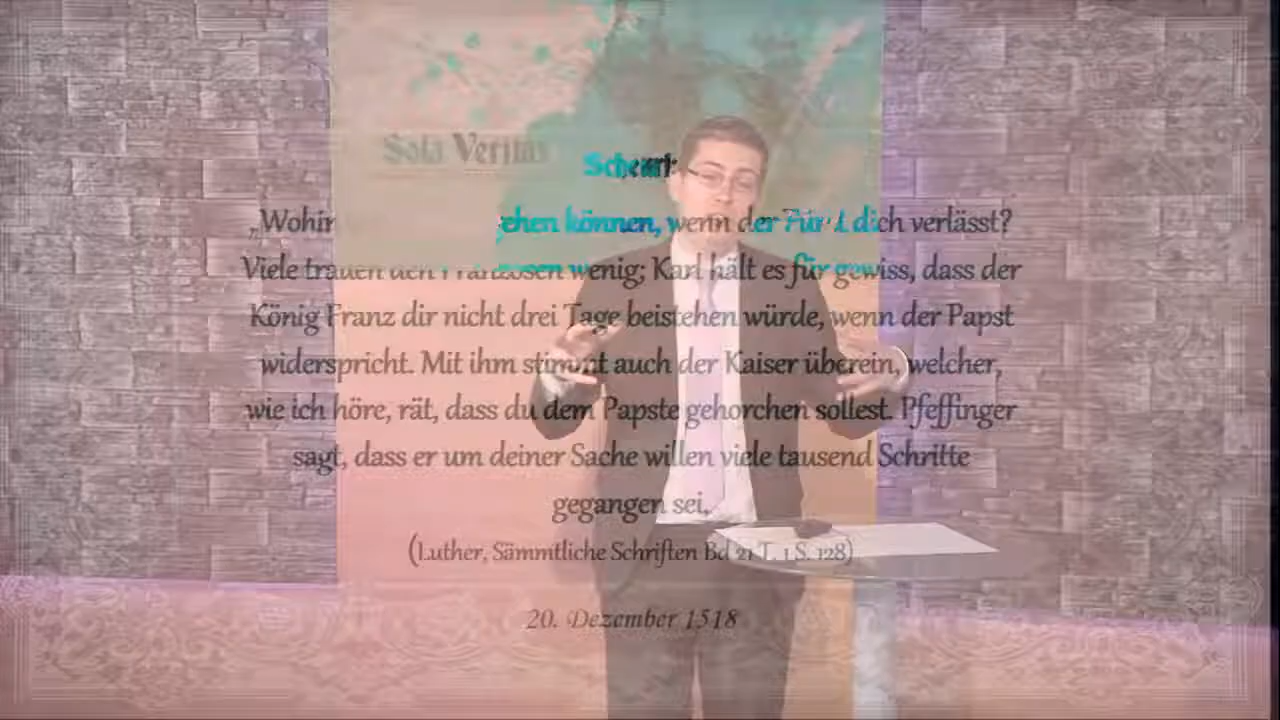 Sola Veritas
Scheurl
„Wohin ehen können, wenn der Fürst dich verlässt?
Viele trauen den Franzosen wenig; Karl hält es für gewiss, dass der
König Franz dir nicht drei Tage beistehen würde, wenn der Papst
widerspricht. Mit ihm stimmt auch der Kaiser überein, welcher,
wie ich höre, rät, dass du dem Papste gehorchen sollest. Pfeffinger
sagt, dass er um deiner Sache willen viele tausend Schritte
gegangen sei,
(Luther, Sämmtliche Schriften Bd 21 T. 1 S. 128)
20. Dezember 1518